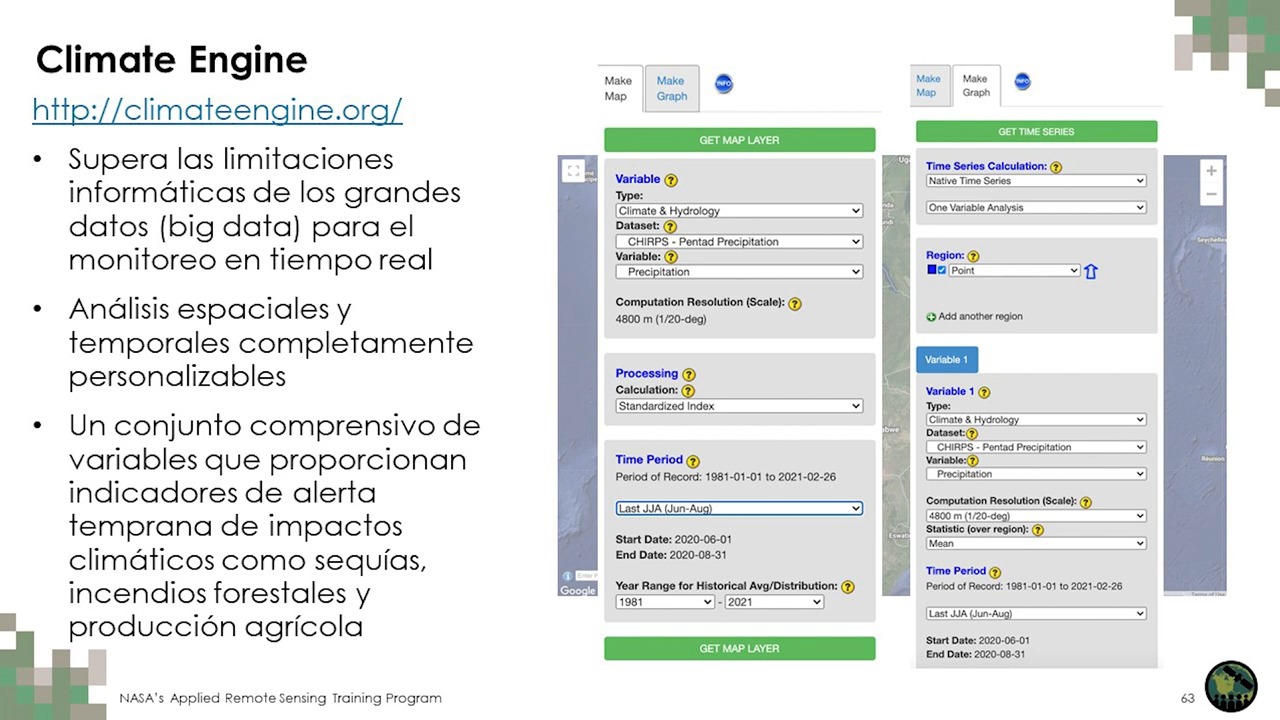 Climate Engine
http://climateengine.org/
• Supera las limitaciones
informáticas de los grandes
datos (big data) para el
monitoreo en tiempo real
• Análisis espaciales y
temporales completamente
personalizables
• Un conjunto comprensivo de
variables que proporcionan
indicadores de alerta
temprana de impactos
climáticos como sequías,
incendios forestales y
producción agrícola
Make
Map
Make
Graph
INFO
GET MAP LAYER
Variable ?
Type:
Climate & Hydrology
Dataset: ?
CHIRPS - Pentad Precipitation
Variable: ?
Precipitation
Computation Resolution (Scale): ?
4800 m (1/20-deg)
Processing ?
Calculation: ?
Standardized Index
Time Period ?
Period of Record: 1981-01-01 to 2021-02-26
Last JJA (Jun-Aug)
Start Date: 2020-06-01
End Date: 2020-08-31
Year Range for Historical Avg/Distribution: ?
1981 - 2021
GET MAP LAYER
Google
Make
Map
Make
Graph
INFO
GET TIME SERIES
Time Series Calculation: ?
Native Time Series
One Variable Analysis
Region: ?
Point
Add another region
Variable 1
Variable 1 ?
Type:
Climate & Hydrology
Dataset: ?
CHIRPS - Pentad Precipitation
Variable: ?
Precipitation
Computation Resolution (Scale): ?
4800 m (1/20-deg)
Statistic (over region): ?
Mean
Time Period ?
Period of Record: 1981-01-01 to 2021-02-26
Last JJA (Jun-Aug)
Start Date: 2020-06-01
End Date: 2020-08-31
Seychelles
Réunion
NASA's Applied Remote Sensing Training Program
63